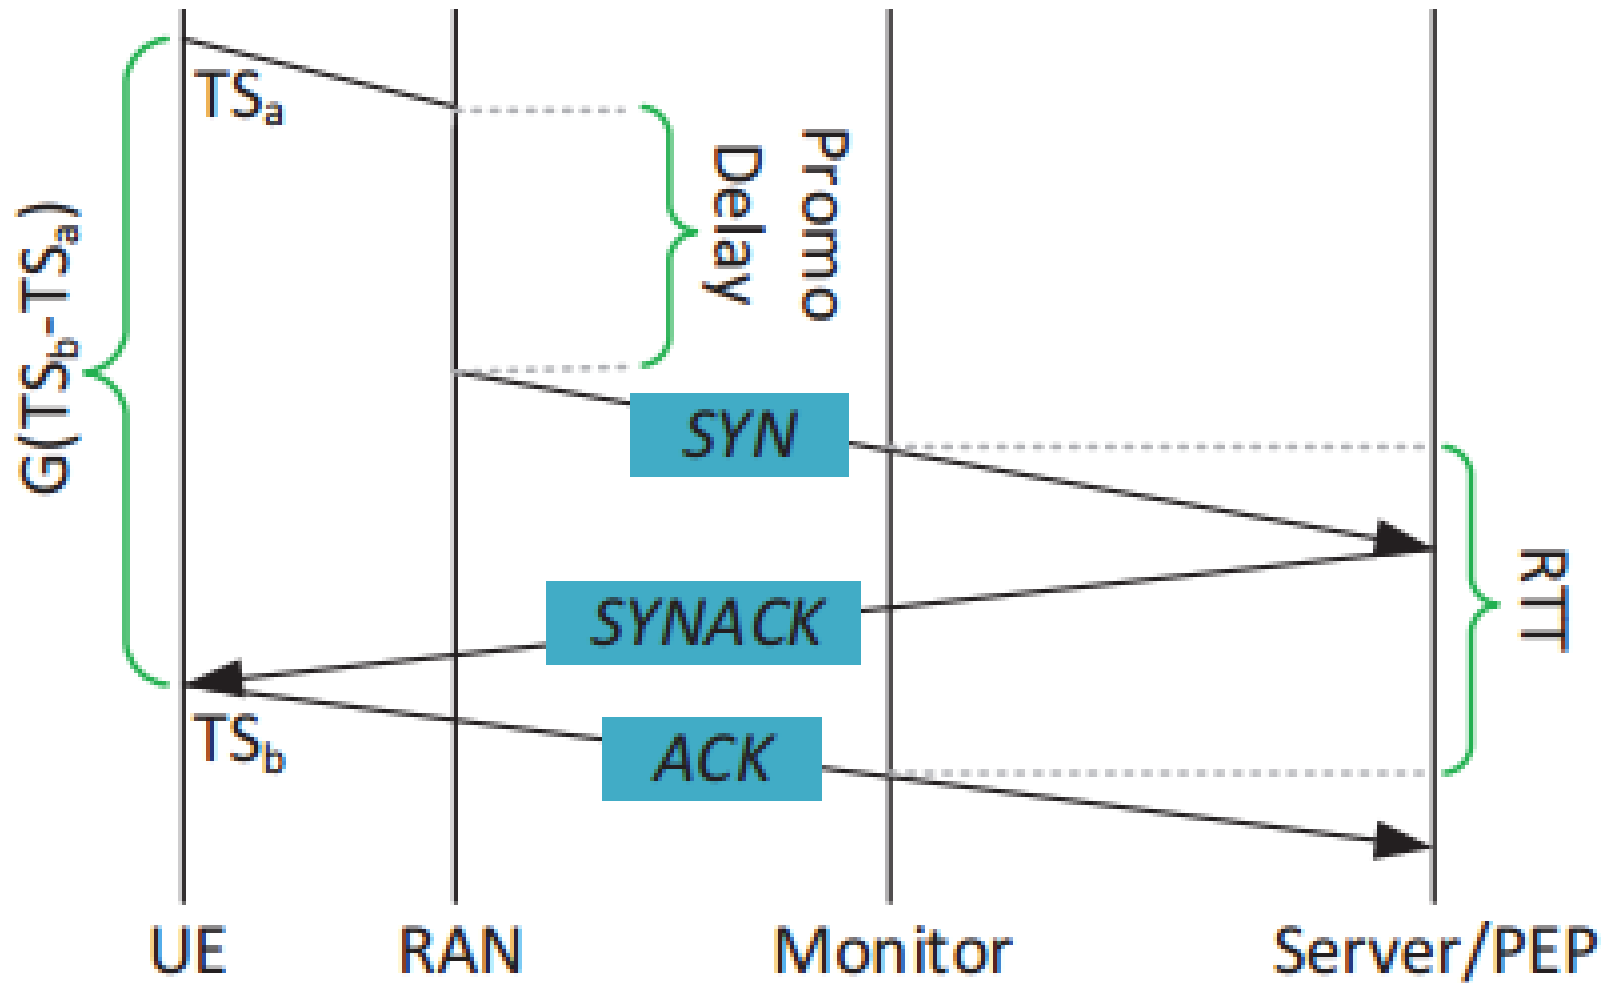 TSa
Promo
Delay
G(TSb-TSa)
SYN
SYNACK
RTT
TSb
ACK
UE
RAN
Monitor
Server/PEP